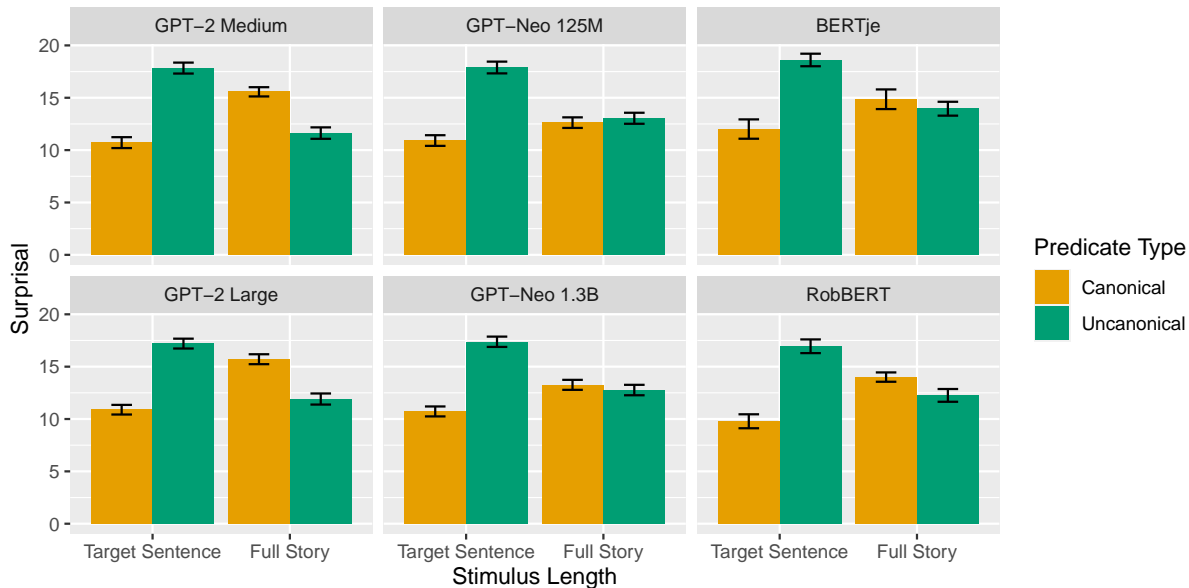 GPT−2 Medium
GPT−Neo 125M
BERTje
20
15
10
5
0
GPT−2 Large
GPT−Neo 1.3B
RobBERT
20
15
10
5
0
Target Sentence Full Story
Target Sentence Full Story
Target Sentence Full Story
Stimulus Length
Surprisal
Predicate Type
Canonical
Uncanonical